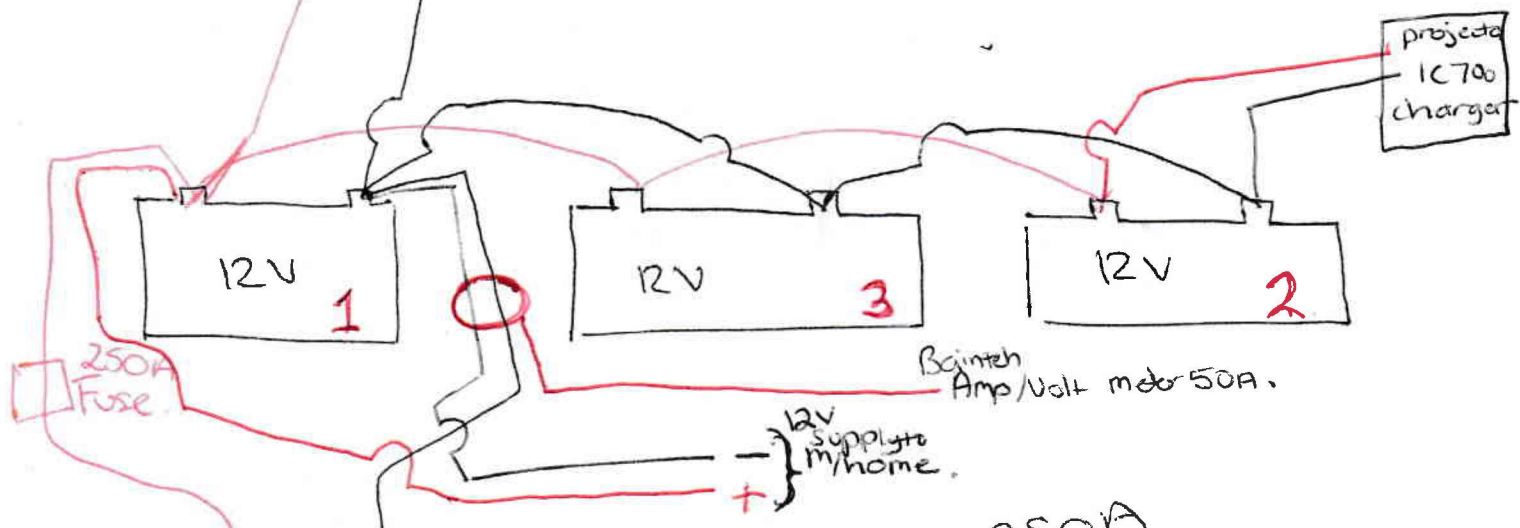 projecta
IC700
charger
12V
1
12V
3
12V
2
250A
Fuse.
Amp/Volt meter 50A.
12V
supply to
m/home.
-
+
250A